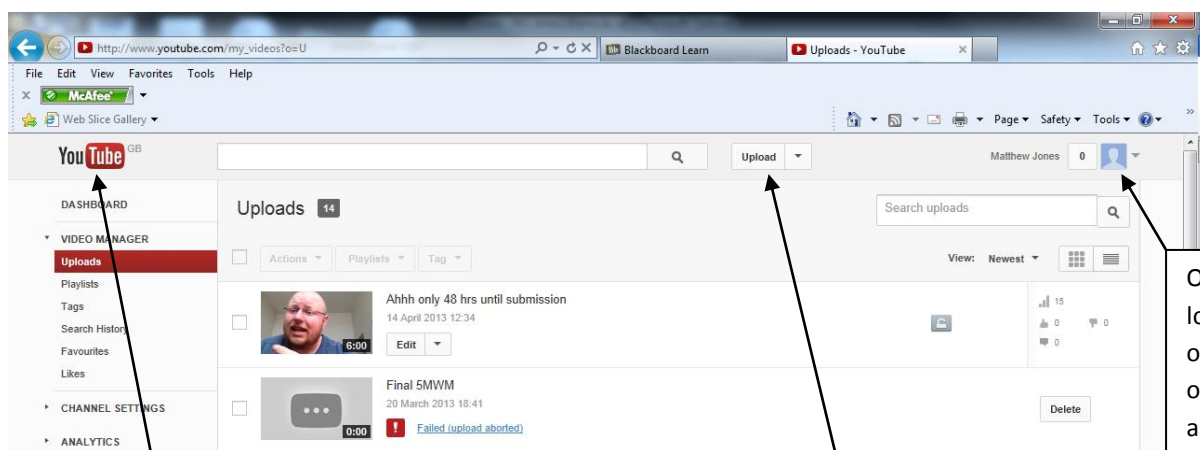 http://www.youtube.com/my_videos?o=U
Blackboard Learn
Uploads - YouTube
File Edit View Favorites Tools Help
McAfee
Web Slice Gallery
Page Safety Tools
YouTube GB
Upload
Matthew Jones 0
DASHBOARD
VIDEO MANAGER
Uploads
Playlists
Tags
Search History
Favourites
Likes
CHANNEL SETTINGS
ANALYTICS
Uploads 14
Search uploads
Actions Playlists Tag
View: Newest
6:00
Ahhh only 48 hrs until submission
14 April 2013 12:34
Edit
15
0 0
0
0:00
Final 5MWM
20 March 2013 18:41
! Failed (upload aborted)
Delete